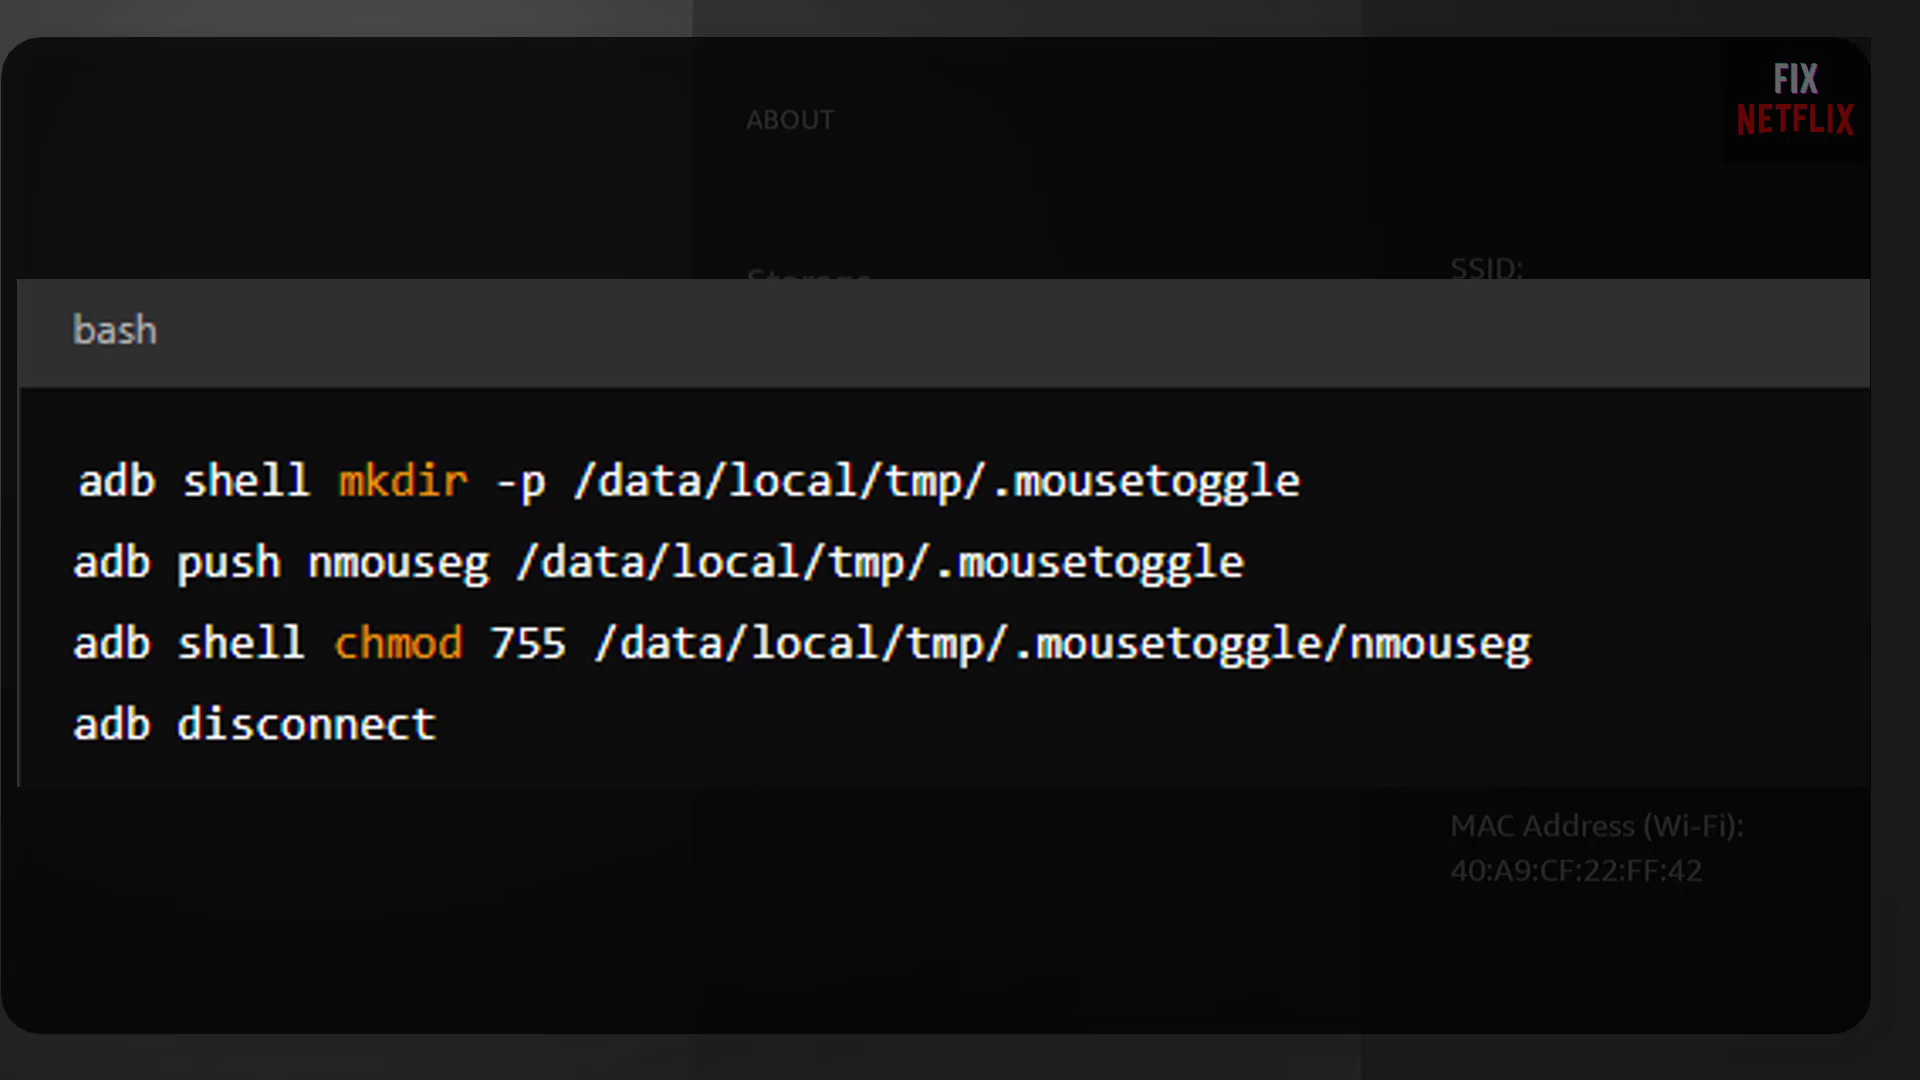 FIX
NETFLIX
ABOUT
Storage
SSID:
bash
adb shell mkdir -p /data/local/tmp/.mousetoggle
adb push nmouseg /data/local/tmp/.mousetoggle
adb shell chmod 755 /data/local/tmp/.mousetoggle/nmouseg
adb disconnect
MAC Address (Wi-Fi):
40:A9:CF:22:FF:42